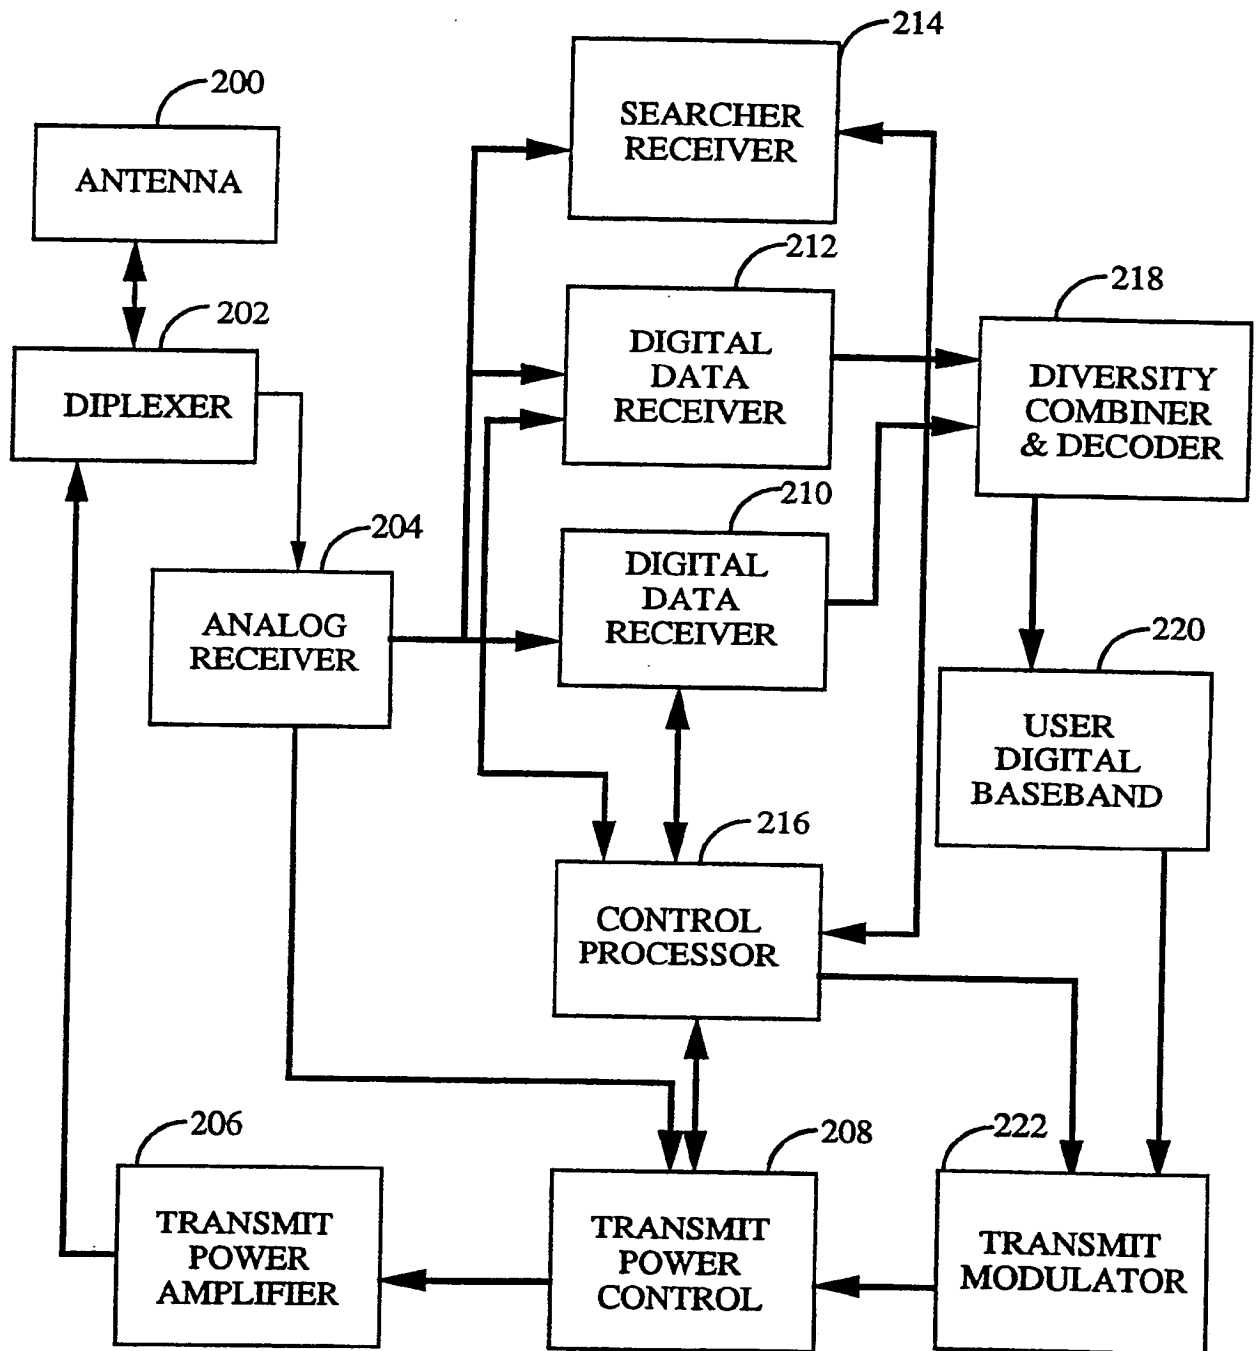 214
200
SEARCHER
RECEIVER
ANTENNA
212
218
202
DIGITAL
DATA
RECEIVER
DIVERSITY
COMBINER
& DECODER
DIPLEXER
210
204
DIGITAL
DATA
RECEIVER
ANALOG
RECEIVER
220
USER
DIGITAL
BASEBAND
216
CONTROL
PROCESSOR
206
208
222
TRANSMIT
POWER
AMPLIFIER
TRANSMIT
POWER
CONTROL
TRANSMIT
MODULATOR